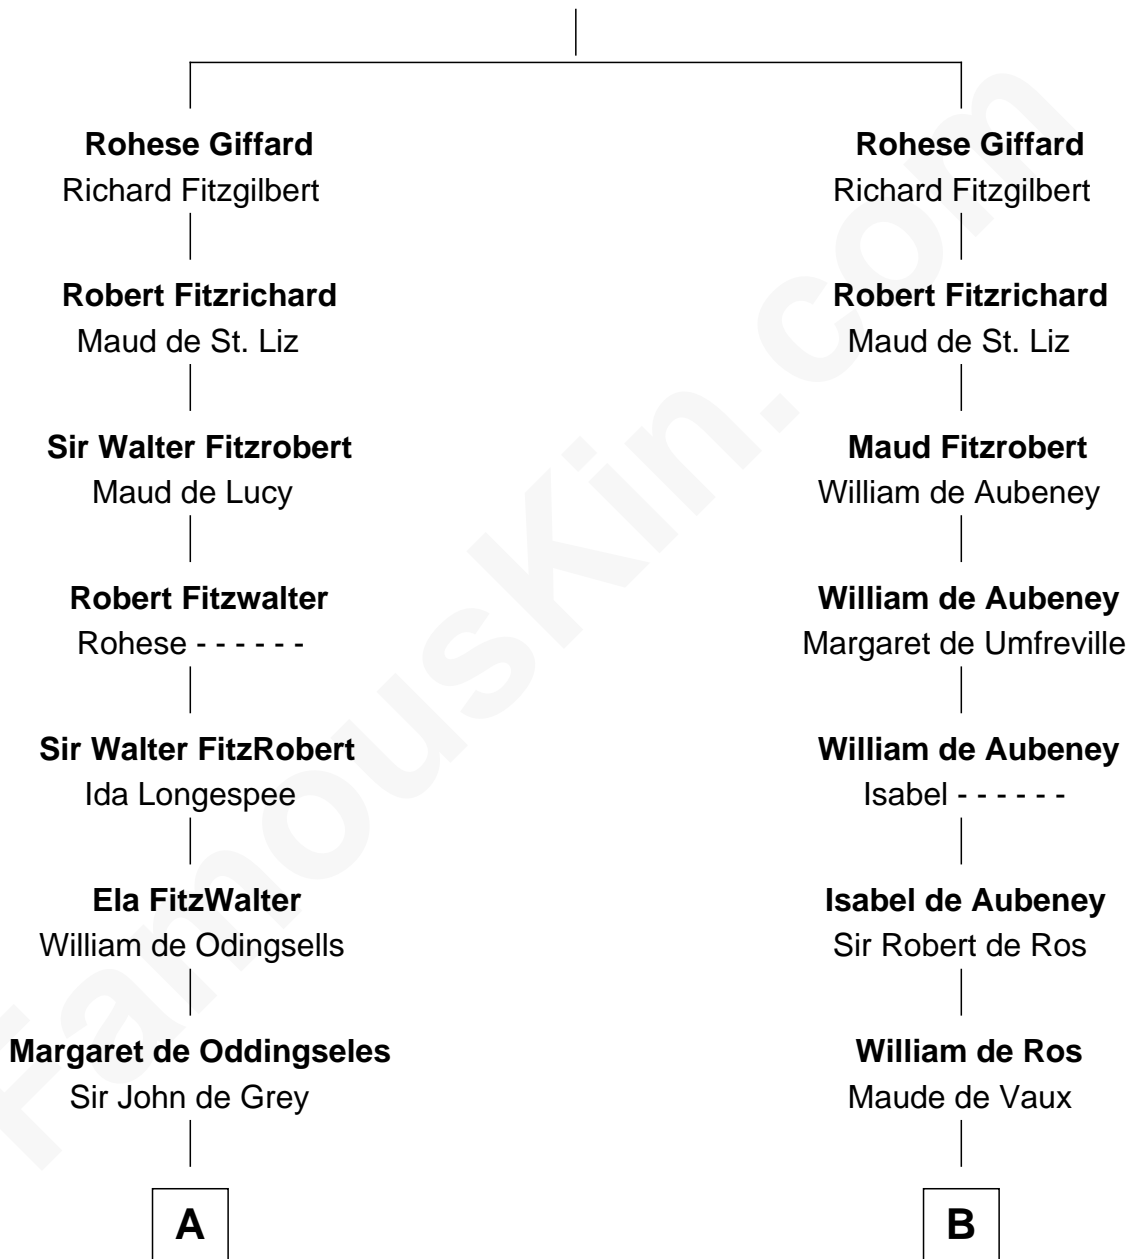 Rohese Giffard
Richard Fitzgilbert
Robert Fitzrichard
Maud de St. Liz
Sir Walter Fitzrobert
Maud de Lucy
Robert Fitzwalter
Rohese - - - - - -
Sir Walter FitzRobert
Ida Longespee
Ela FitzWalter
William de Odingsells
Margaret de Oddingseles
Sir John de Grey
A
Rohese Giffard
Richard Fitzgilbert
Robert Fitzrichard
Maud de St. Liz
Maud Fitzrobert
William de Aubeney
William de Aubeney
Margaret de Umfreville
William de Aubeney
Isabel - - - - - -
Isabel de Aubeney
Sir Robert de Ros
William de Ros
Maude de Vaux
B
FamousKin.com